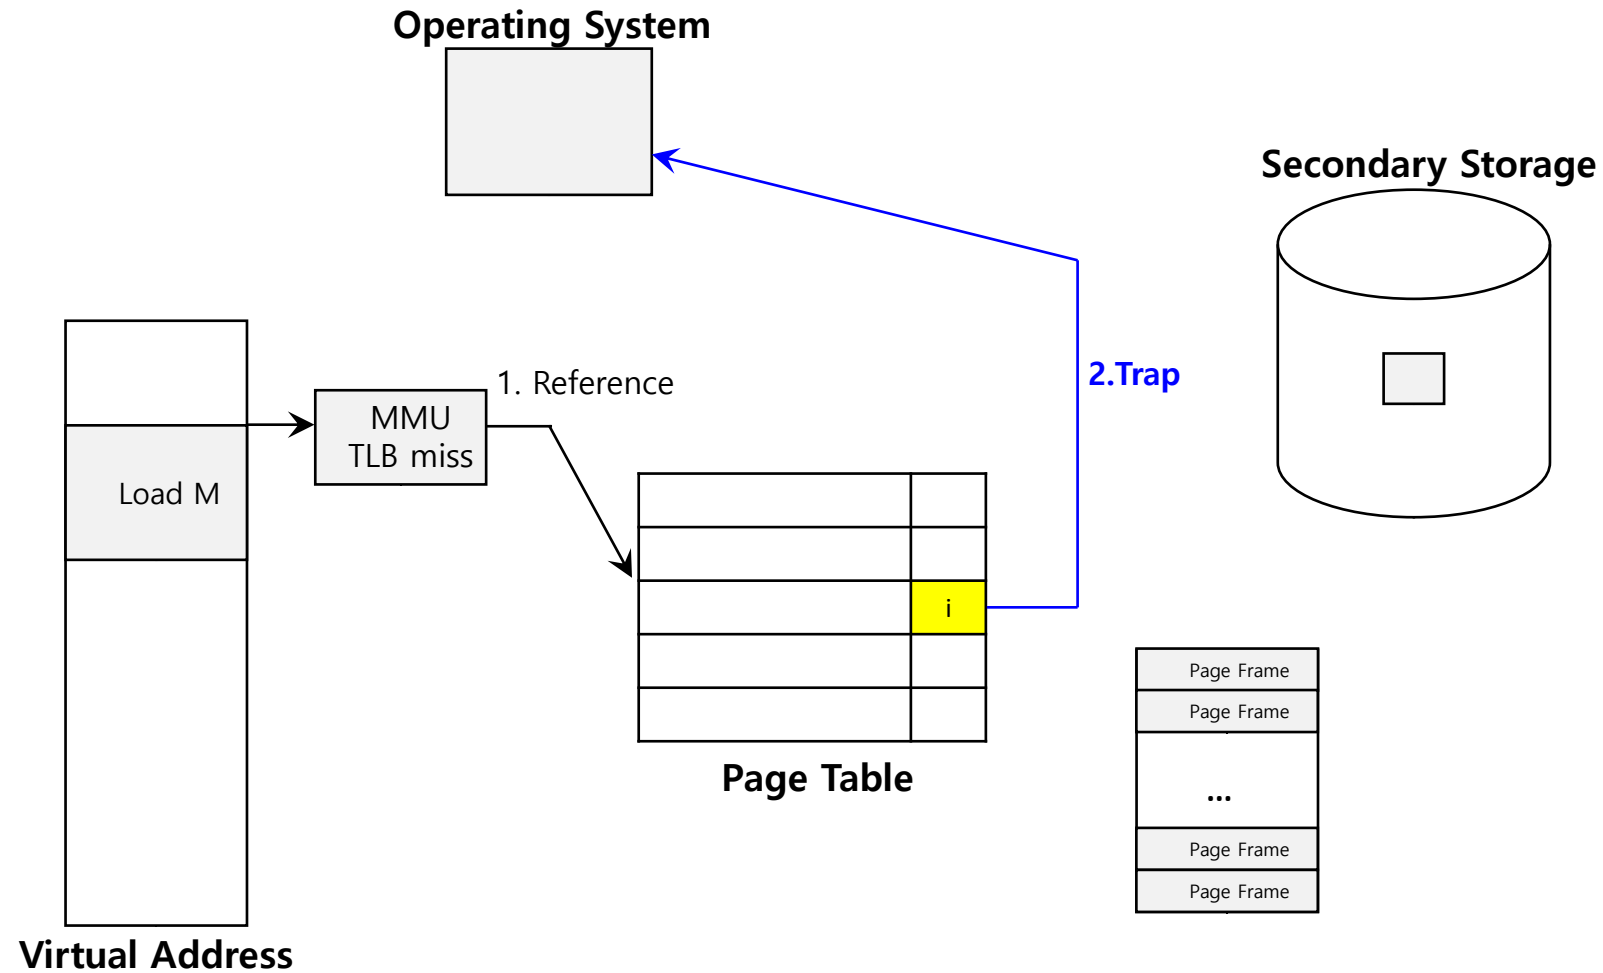 Operating System
Secondary Storage
2.Trap
1. Reference
MMU
TLB miss
Load M
i
Page Frame
Page Frame
...
Page Frame
Page Frame
Page Table
Virtual Address